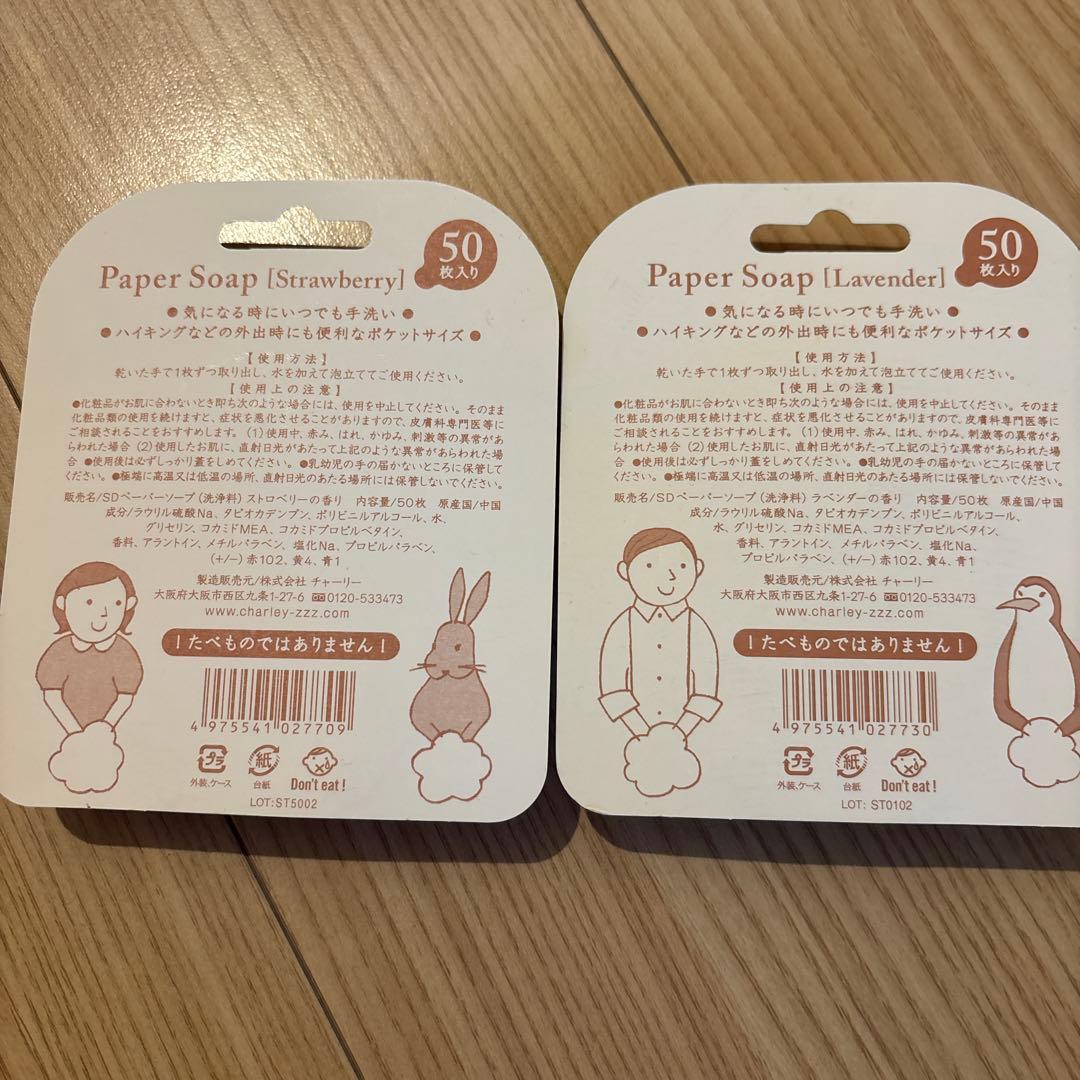 50
枚入り
Paper Soap [Strawberry]
●気になる時にいつでも手洗い●
●ハイキングなどの外出時にも便利なポケットサイズ●
【使用方法】
乾いた手で1枚ずつ取り出し、水を加えて泡立ててご使用ください。
【使用上の注意】
●化粧品がお肌に合わないとき即ち次のような場合には、使用を中止してください。そのまま
化粧品類の使用を続けますと、症状を悪化させることがありますので、皮膚科専門医等に
ご相談されることをおすすめします。(1)使用中、赤み、はれ、かゆみ、刺激等の異常があ
らわれた場合 (2)使用したお肌に、直射日光があたって上記のような異常があらわれた場
合 ●使用後は必ずしっかり蓋をしめてください。●乳幼児の手の届かないところに保管して
ください。●極端に高温又は低温の場所、直射日光のあたる場所には保管しないでください。
販売名/SDペーパーソープ(洗浄料) ストロベリーの香り 内容量/50枚 原産国/中国
成分/ラウリル硫酸Na、タピオカデンプン、ポリビニルアルコール、水、
グリセリン、コカミドMEA、コカミドプロピルベタイン、
香料、アラントイン、メチルパラベン、塩化Na、プロピルパラベン、
(+/−)赤102、黄4、青1
製造販売元/株式会社 チャーリー
大阪府大阪市西区九条1-27-6 0120-533473
www.charley-zzz.com
!たべものではありません!
4 975541 027709
プラ
外装、ケース
紙
台紙
Don't eat!
LOT:ST5002
50
枚入り
Paper Soap [Lavender]
●気になる時にいつでも手洗い●
●ハイキングなどの外出時にも便利なポケットサイズ●
【使用方法】
乾いた手で1枚ずつ取り出し、水を加えて泡立ててご使用ください。
【使用上の注意】
●化粧品がお肌に合わないとき即ち次のような場合には、使用を中止してください。そのまま
化粧品類の使用を続けますと、症状を悪化させることがありますので、皮膚科専門医等に
ご相談されることをおすすめします。(1)使用中、赤み、はれ、かゆみ、刺激等の異常があ
らわれた場合 (2)使用したお肌に、直射日光があたって上記のような異常があらわれた場
合 ●使用後は必ずしっかり蓋をしめてください。●乳幼児の手の届かないところに保管して
ください。●極端に高温又は低温の場所、直射日光のあたる場所には保管しないでください。
販売名/SDペーパーソープ(洗浄料) ラベンダーの香り 内容量/50枚 原産国/中国
成分/ラウリル硫酸Na、タピオカデンプン、ポリビニルアルコール、
水、グリセリン、コカミドMEA、コカミドプロピルベタイン、
香料、アラントイン、メチルパラベン、塩化Na、
プロピルパラベン、(+/−)赤102、黄4、青1
製造販売元/株式会社 チャーリー
大阪府大阪市西区九条1-27-6 0120-533473
www.charley-zzz.com
!たべものではありません!
4 975541 027730
プラ
外装、ケース
紙
台紙
Don't eat!
LOT: ST0102